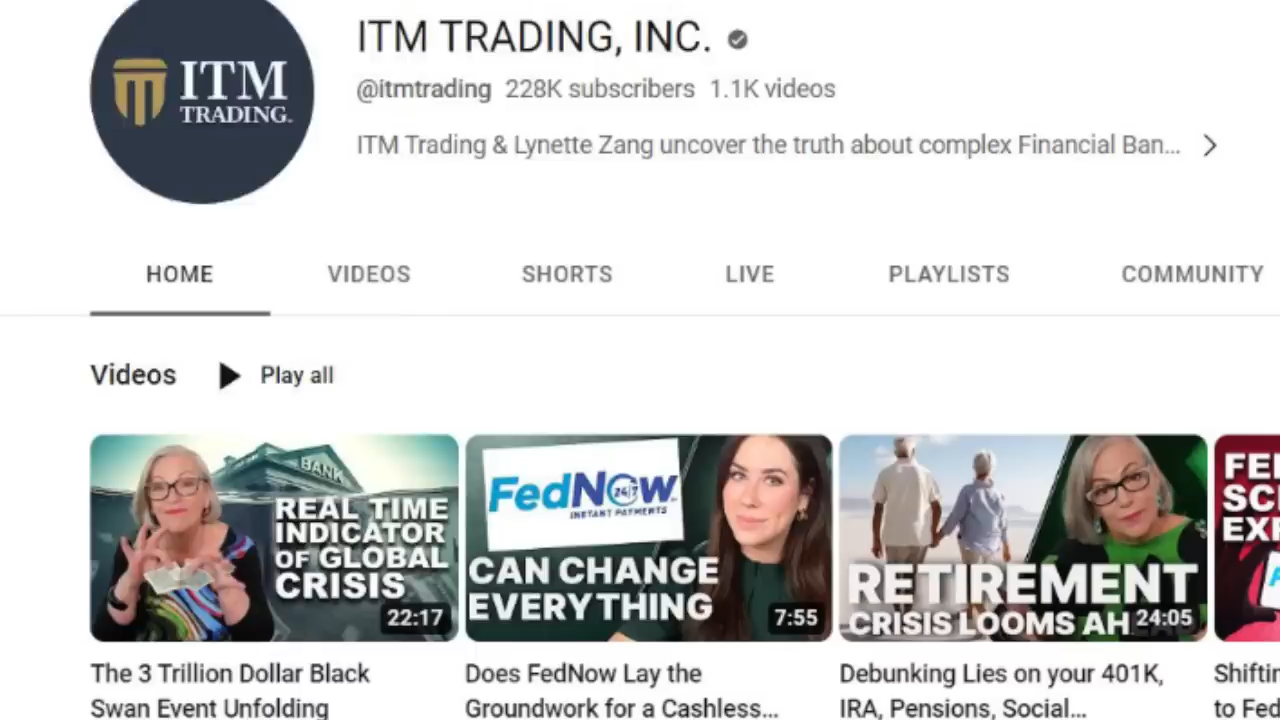 ITM TRADING, INC.
ITM
TRADING.
@itmtrading 228K subscribers 1.1K videos
ITM Trading & Lynette Zang uncover the truth about complex Financial Ban...
HOME VIDEOS SHORTS LIVE PLAYLISTS COMMUNITY
Videos Play all
BANK
REAL TIME
INDICATOR
OF GLOBAL
CRISIS
22:17
FedNow
24/7
INSTANT PAYMENTS
CAN CHANGE
EVERYTHING
7:55
RETIREMENT
CRISIS LOOMS AH
24:05
The 3 Trillion Dollar Black
Swan Event Unfolding
Does FedNow Lay the
Groundwork for a Cashless...
Debunking Lies on your 401K,
IRA, Pensions, Social...
to Fed